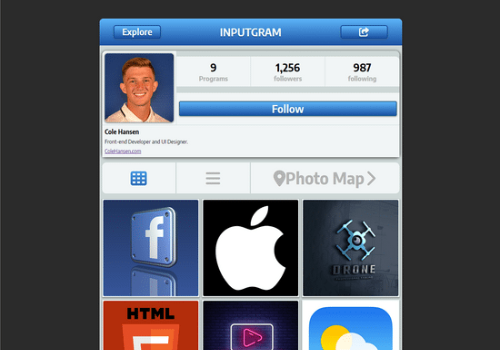 Explore
INPUTGRAM
9
Programs
1,256
followers
987
following
Follow
Cole Hansen
Front-end Developer and UI Designer.
ColeHansen.com
Photo Map
f
DRONE
HTML